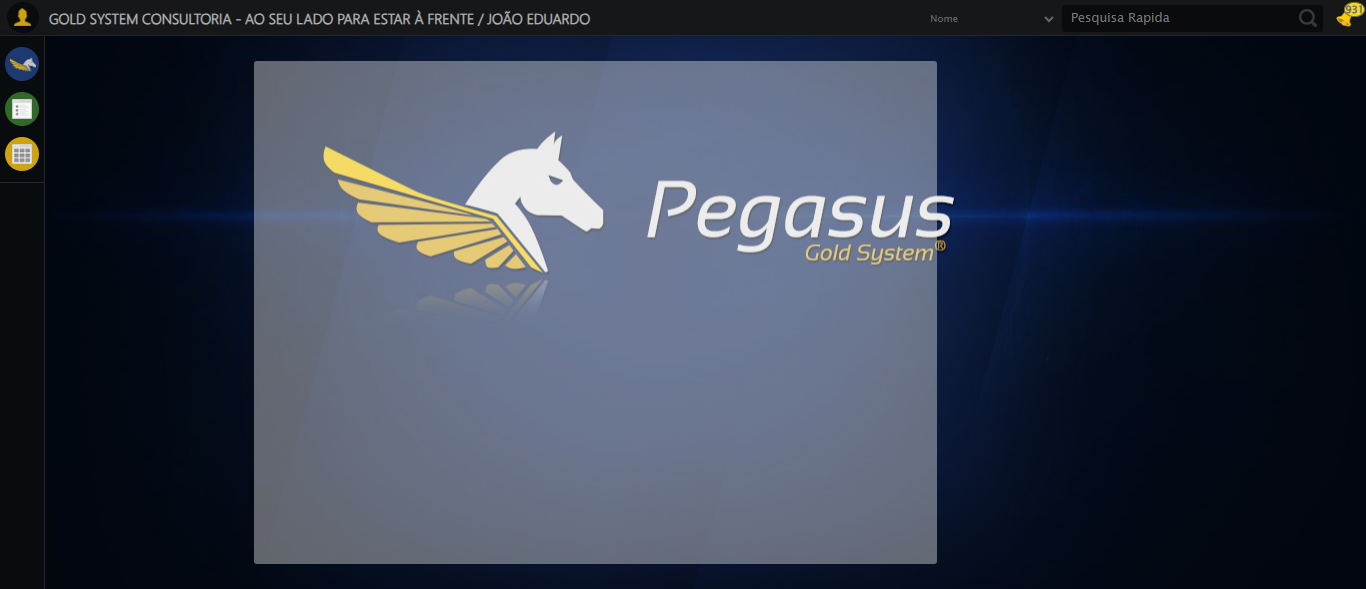 GOLD SYSTEM CONSULTORIA - AO SEU LADO PARA ESTAR À FRENTE / JOÃO EDUARDO
Nome
Pesquisa Rapida
931
Pegasus
Gold System®